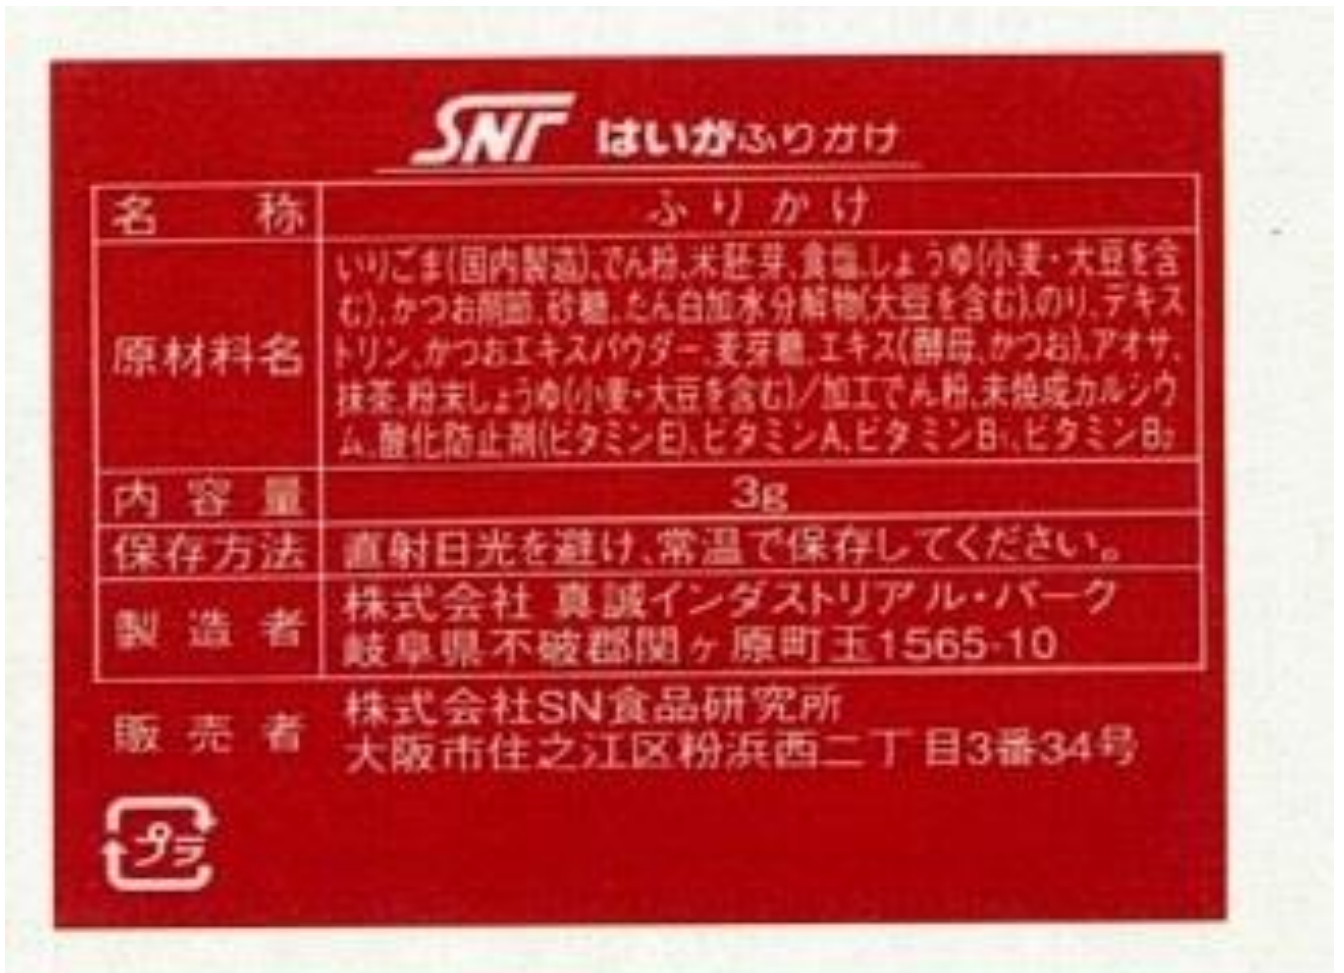 SNF はいがふりかけ
名称 ふりかけ
原材料名 いりごま(国内製造)、でん粉、米胚芽、食塩、しょうゆ(小麦・大豆を含
む)、かつお削節、砂糖、たん白加水分解物(大豆を含む)、のり、デキス
トリン、かつおエキスパウダー、麦芽糖、エキス(酵母、かつお)、アオサ、
抹茶、粉末しょうゆ(小麦・大豆を含む)/加工でん粉、未焼成カルシウ
ム、酸化防止剤(ビタミンE)、ビタミンA、ビタミンB₁、ビタミンB₂
内容量 3g
保存方法 直射日光を避け、常温で保存してください。
製造者 株式会社 真誠インダストリアル・パーク
岐阜県不破郡関ヶ原町玉1565-10
販売者 株式会社SN食品研究所
大阪市住之江区粉浜西二丁目3番34号
プラ